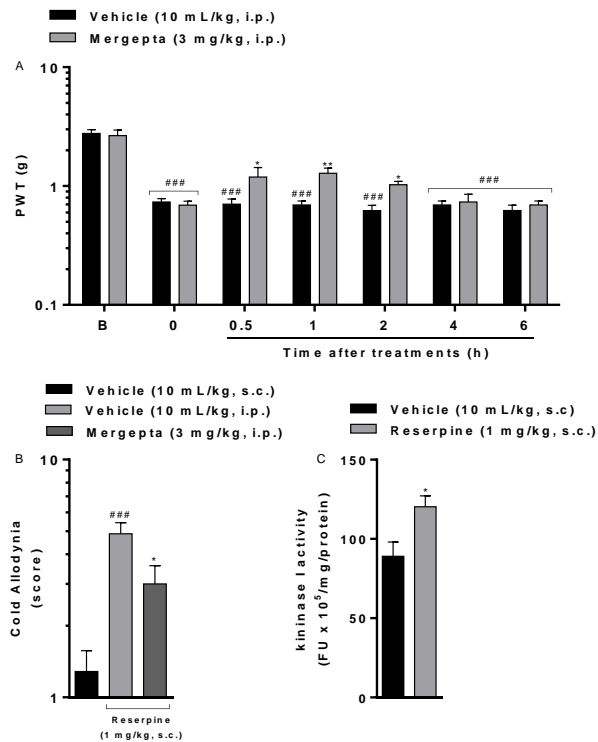 Vehicle (10 mL/kg, i.p.)
Mergepta (3 mg/kg, i.p.)
A
10
1
0.1
PWT (g)
###
###
*
###
**
###
*
###
B 0 0.5 1 2 4 6
Time after treatments (h)
Vehicle (10 mL/kg, s.c.)
Vehicle (10 mL/kg, i.p.)
Mergepta (3 mg/kg, i.p.)
B
10
1
Cold Allodynia
(score)
###
*
Reserpine
(1 mg/kg, s.c.)
Vehicle (10 mL/kg, s.c)
Reserpine (1 mg/kg, s.c.)
C
150
100
50
0
kininase I activity
(FU x 10⁵/mg/protein)
*